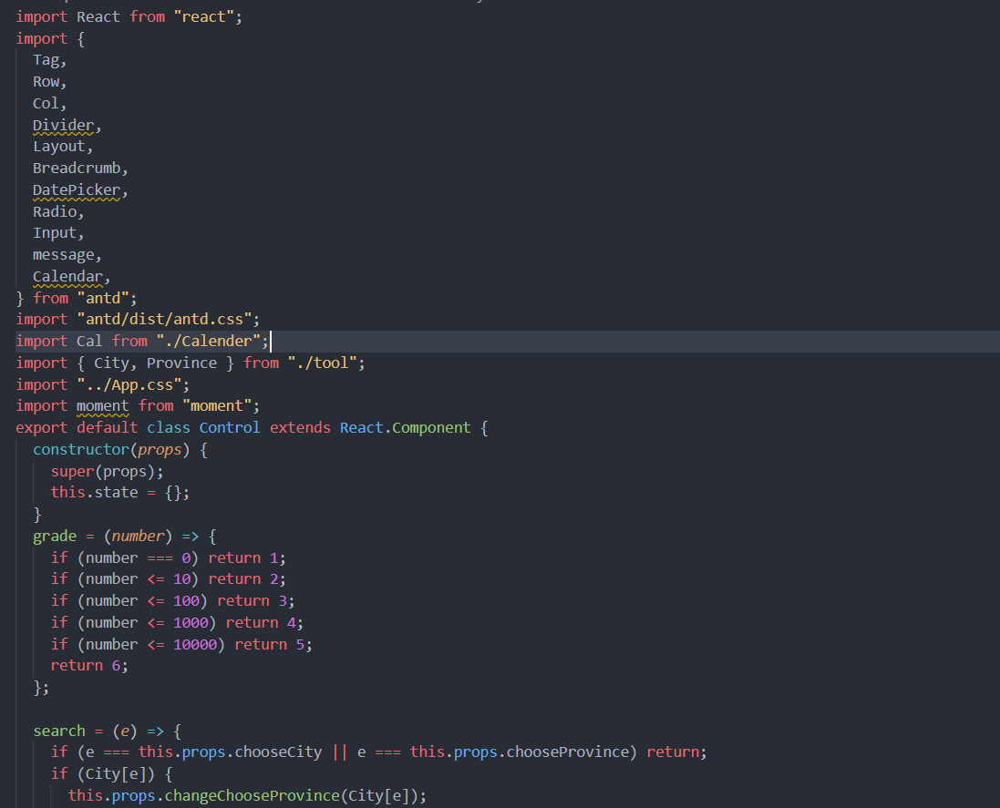 import React from "react";
import {
  Tag,
  Row,
  Col,
  Divider,
  Layout,
  Breadcrumb,
  DatePicker,
  Radio,
  Input,
  message,
  Calendar,
} from "antd";
import "antd/dist/antd.css";
import Cal from "./Calender";
import { City, Province } from "./tool";
import "../App.css";
import moment from "moment";
export default class Control extends React.Component {
  constructor(props) {
    super(props);
    this.state = {};
  }
  grade = (number) => {
    if (number === 0) return 1;
    if (number <= 10) return 2;
    if (number <= 100) return 3;
    if (number <= 1000) return 4;
    if (number <= 10000) return 5;
    return 6;
  };

  search = (e) => {
    if (e === this.props.chooseCity || e === this.props.chooseProvince) return;
    if (City[e]) {
      this.props.changeChooseProvince(City[e]);